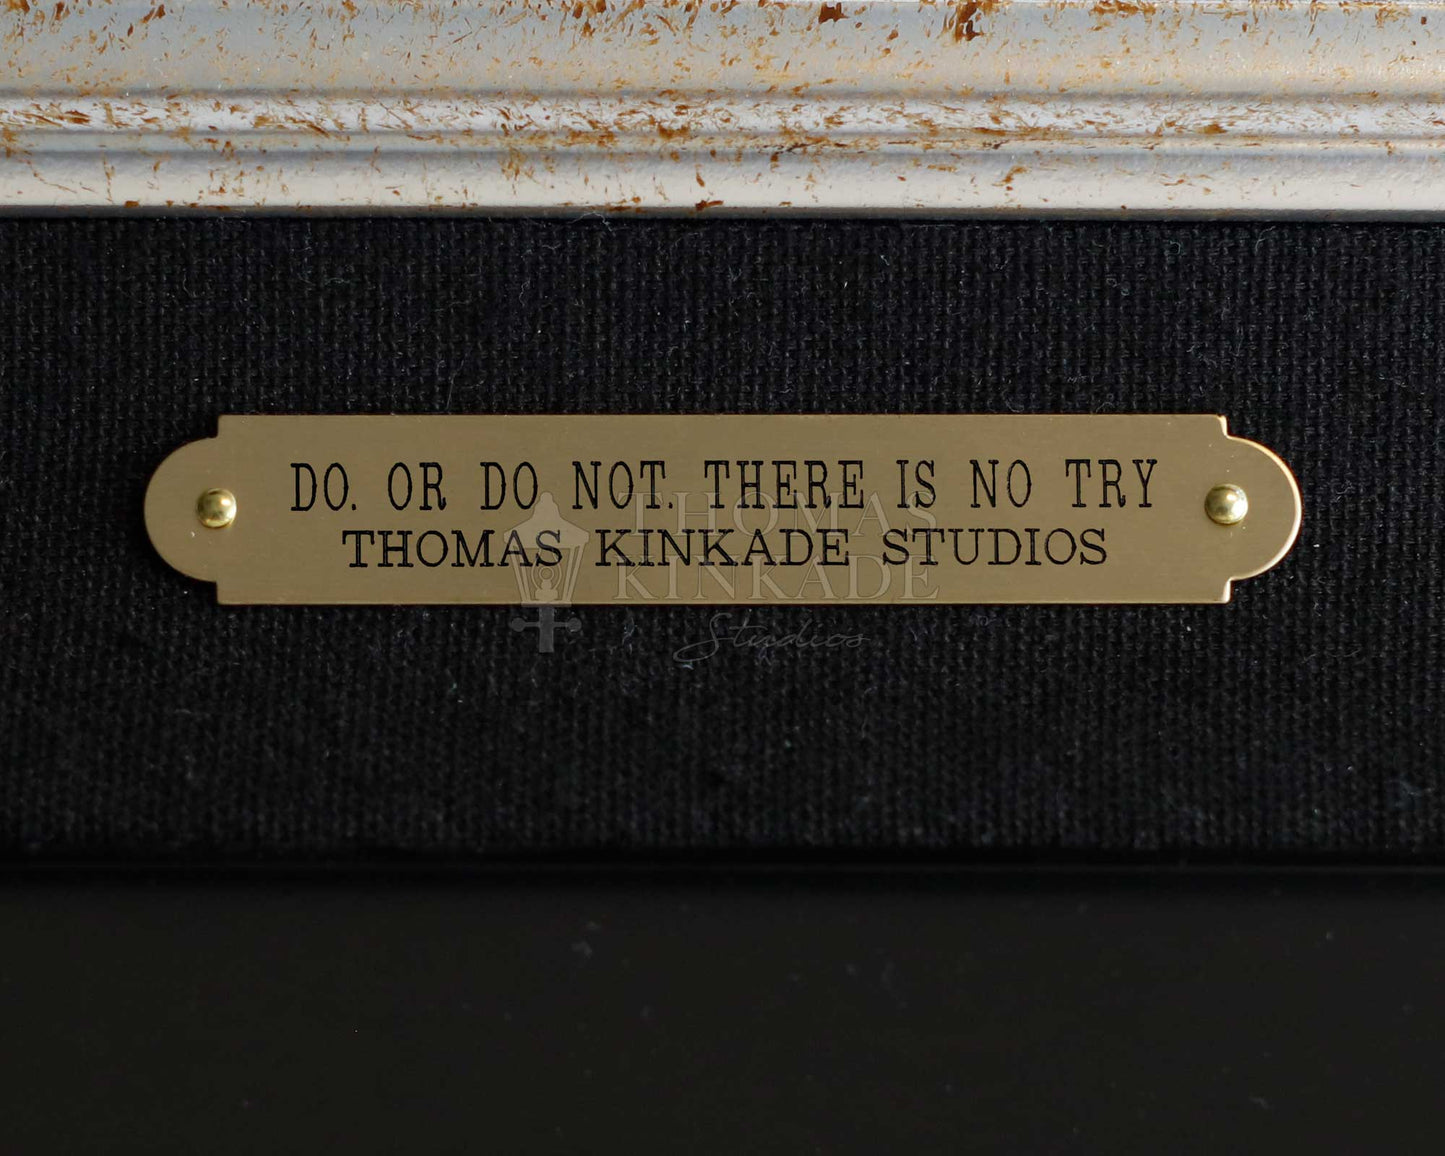 DO. OR DO NOT. THERE IS NO TRY
THOMAS KINKADE STUDIOS
THOMAS
KINKADE
Studios